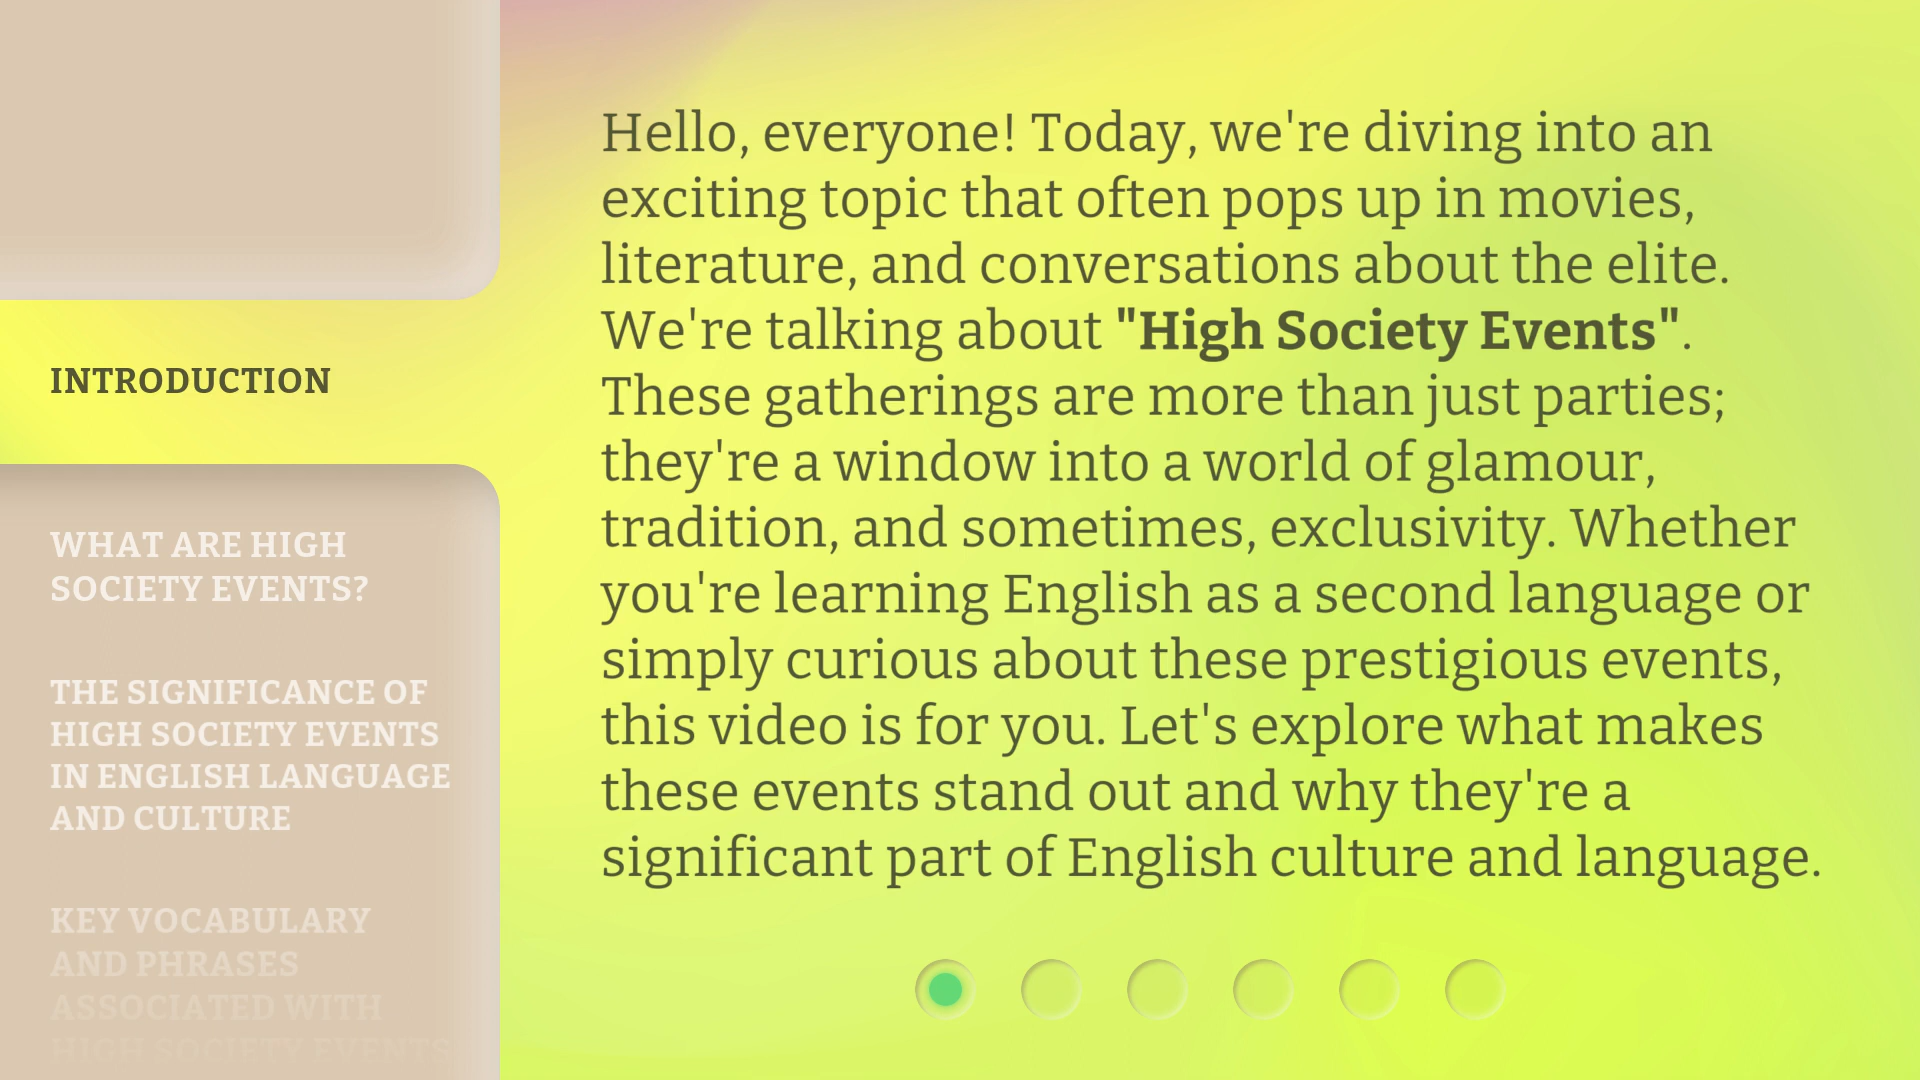 INTRODUCTION
WHAT ARE HIGH
SOCIETY EVENTS?
THE SIGNIFICANCE OF
HIGH SOCIETY EVENTS
IN ENGLISH LANGUAGE
AND CULTURE
KEY VOCABULARY
AND PHRASES
ASSOCIATED WITH
HIGH SOCIETY EVENTS
Hello, everyone! Today, we're diving into an
exciting topic that often pops up in movies,
literature, and conversations about the elite.
We're talking about "High Society Events".
These gatherings are more than just parties;
they're a window into a world of glamour,
tradition, and sometimes, exclusivity. Whether
you're learning English as a second language or
simply curious about these prestigious events,
this video is for you. Let's explore what makes
these events stand out and why they're a
significant part of English culture and language.